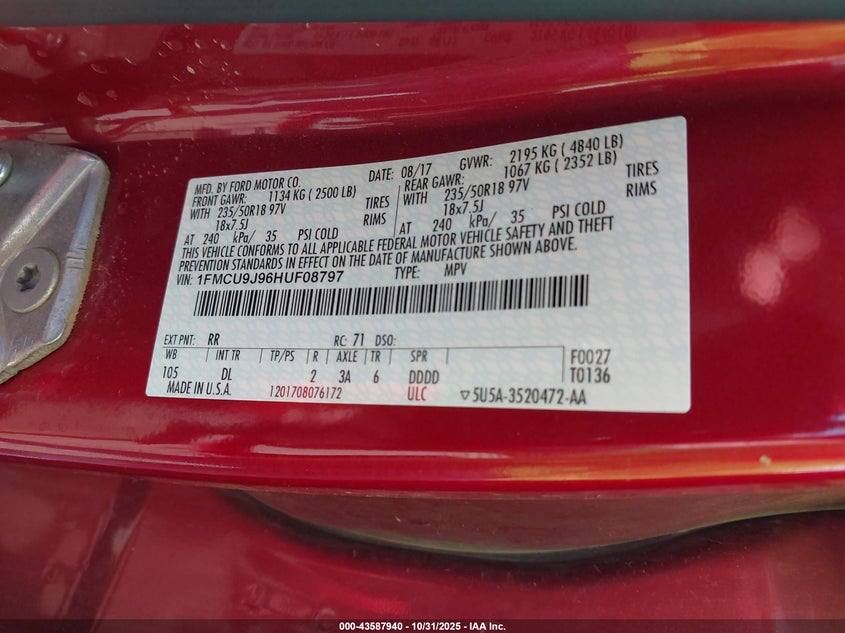 MFD. BY FORD MOTOR CO. DATE: 08/17 GVWR: 2195 KG ( 4840 LB)
FRONT GAWR: 1134 KG ( 2500 LB) REAR GAWR: 1067 KG ( 2352 LB)
WITH 235/50R18 97V TIRES WITH 235/50R18 97V TIRES
18x7.5J RIMS 18x7.5J RIMS
AT 240 kPa/ 35 PSI COLD AT 240 kPa/ 35 PSI COLD
THIS VEHICLE CONFORMS TO ALL APPLICABLE FEDERAL MOTOR VEHICLE SAFETY AND THEFT
PREVENTION STANDARDS IN EFFECT ON THE DATE OF MANUFACTURE SHOWN ABOVE.
VIN: 1FMCU9J96HUF08797 TYPE: MPV
EXT PNT: RR RC: 71 DSO:
WB INT TR TP/PS R AXLE TR SPR F0027
105 DL 2 3A 6 DDDD T0136
MADE IN U.S.A. 1201708076172 ULC ▽5U5A-3520472-AA
000-43587940 - 10/31/2025 - IAA Inc.